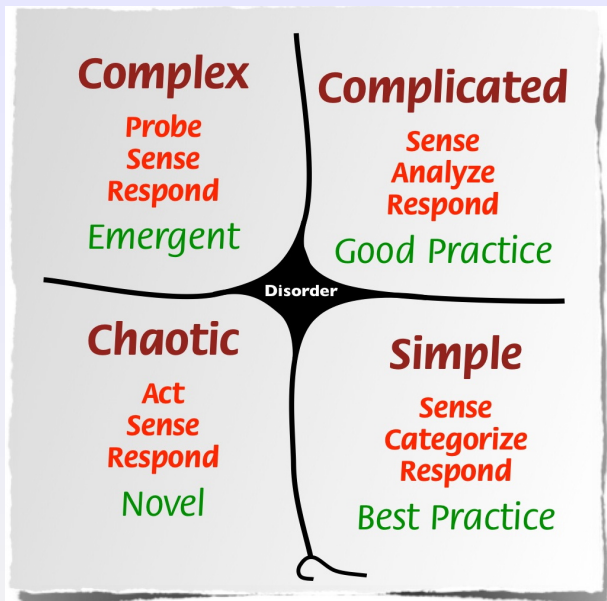 Complex
Probe
Sense
Respond
Emergent
Complicated
Sense
Analyze
Respond
Good Practice
Disorder
Chaotic
Act
Sense
Respond
Novel
Simple
Sense
Categorize
Respond
Best Practice